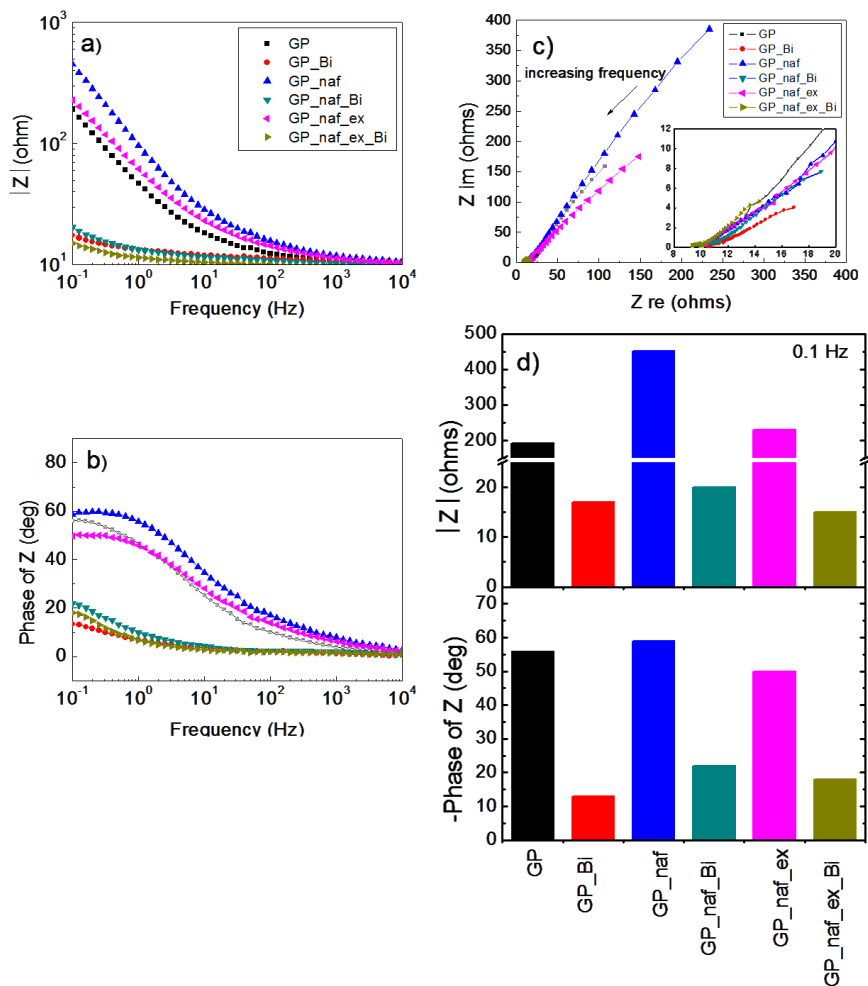 a)
10³
10²
10¹
|Z| (ohm)
GP
GP_Bi
GP_naf
GP_naf_Bi
GP_naf_ex
GP_naf_ex_Bi
10⁻¹ 10⁰ 10¹ 10² 10³ 10⁴
Frequency (Hz)
c)
400
350
300
250
200
150
100
50
0
Z Im (ohms)
increasing frequency
GP
GP_Bi
GP_naf
GP_naf_Bi
GP_naf_ex
GP_naf_ex_Bi
12
10
8
6
4
2
0
8 10 12 14 16 18 20
0 50 100 150 200 250 300 350 400
Z re (ohms)
b)
80
60
40
20
0
Phase of Z (deg)
10⁻¹ 10⁰ 10¹ 10² 10³ 10⁴
Frequency (Hz)
d)
0.1 Hz
500
400
300
200
20
10
0
|Z| (ohms)
70
60
50
40
30
20
10
0
-Phase of Z (deg)
GP
GP_Bi
GP_naf
GP_naf_Bi
GP_naf_ex
GP_naf_ex_Bi